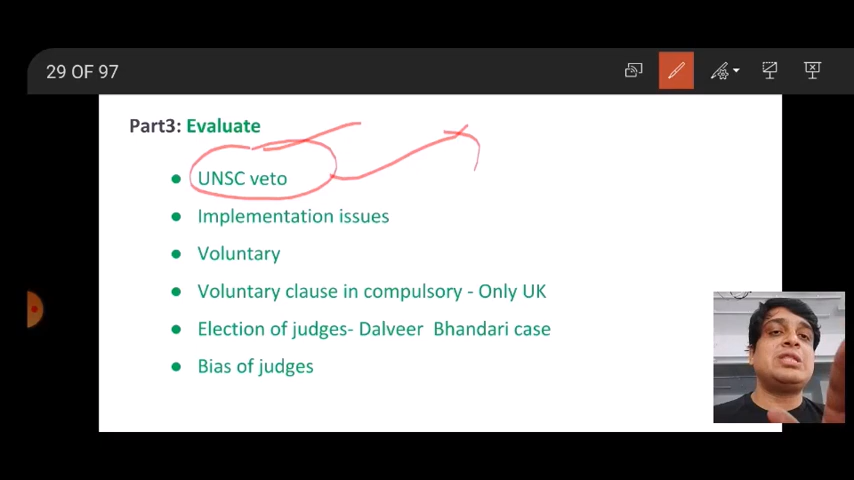 29 OF 97
Part3: Evaluate
● UNSC veto
● Implementation issues
● Voluntary
● Voluntary clause in compulsory - Only UK
● Election of judges- Dalveer  Bhandari case
● Bias of judges